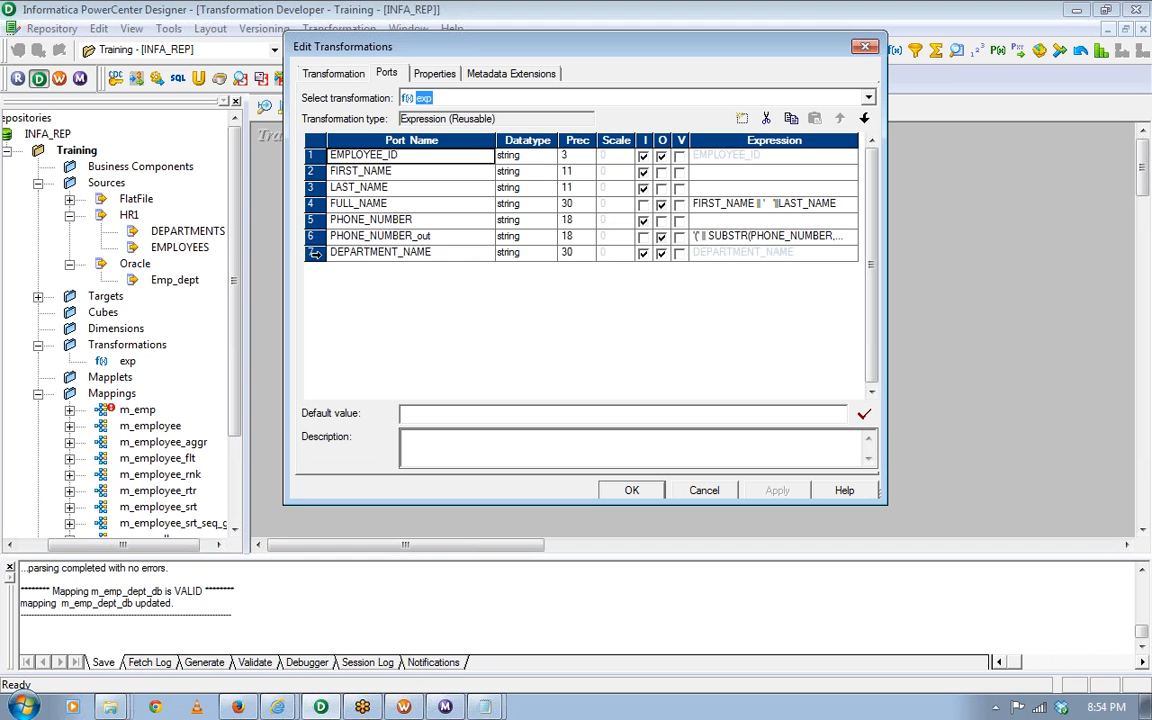 Informatica PowerCenter Designer - [Transformation Developer - Training - [INFA_REP]]
Repository Edit View Tools Layout Versioning Transformation Window Help
Training - [INFA_REP]
Edit Transformations
Transformation Ports Properties Metadata Extensions
Select transformation: f(x) exp
Transformation type: Expression (Reusable)
Port Name Datatype Prec Scale I O V Expression
1 EMPLOYEE_ID string 3 0 EMPLOYEE_ID
2 FIRST_NAME string 11 0
3 LAST_NAME string 11 0
4 FULL_NAME string 30 0 FIRST_NAME || ' '||LAST_NAME
5 PHONE_NUMBER string 18 0
6 PHONE_NUMBER_out string 18 0 '(' || SUBSTR(PHONE_NUMBER,...
DEPARTMENT_NAME string 30 0 DEPARTMENT_NAME
Default value:
Description:
OK Cancel Apply Help
epositories
INFA_REP
Training
Business Components
Sources
FlatFile
HR1
DEPARTMENTS
EMPLOYEES
Oracle
Emp_dept
Targets
Cubes
Dimensions
Transformations
f(x) exp
Mapplets
Mappings
m_emp
m_employee
m_employee_aggr
m_employee_flt
m_employee_rnk
m_employee_rtr
m_employee_srt
m_employee_srt_seq_g
...parsing completed with no errors.
******** Mapping m_emp_dept_db is VALID ********
mapping m_emp_dept_db updated.
Save Fetch Log Generate Validate Debugger Session Log Notifications
Ready
8:54 PM